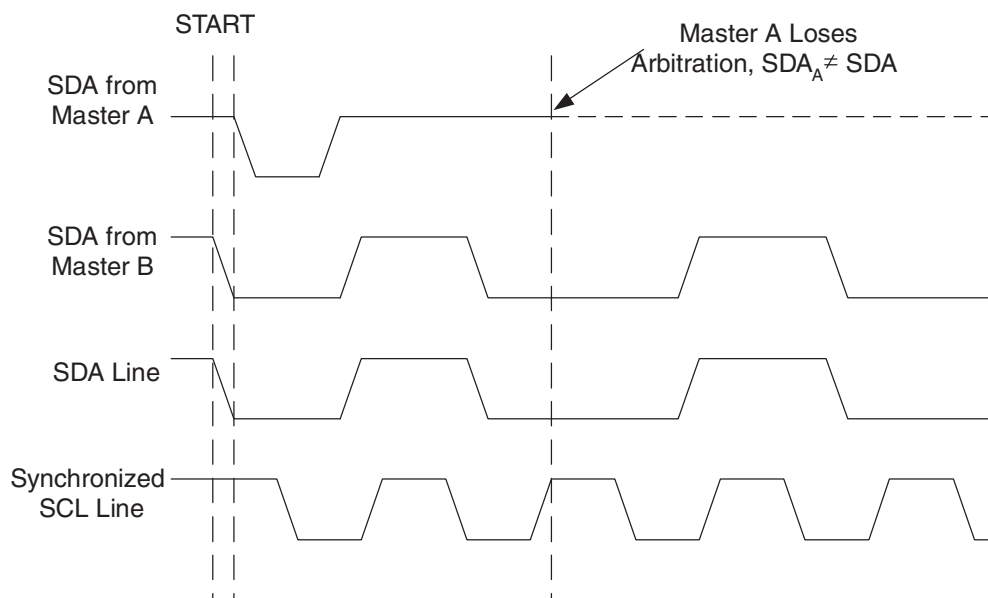 START
Master A Loses
Arbitration, SDA_A ≠ SDA
SDA from
Master A
SDA from
Master B
SDA Line
Synchronized
SCL Line